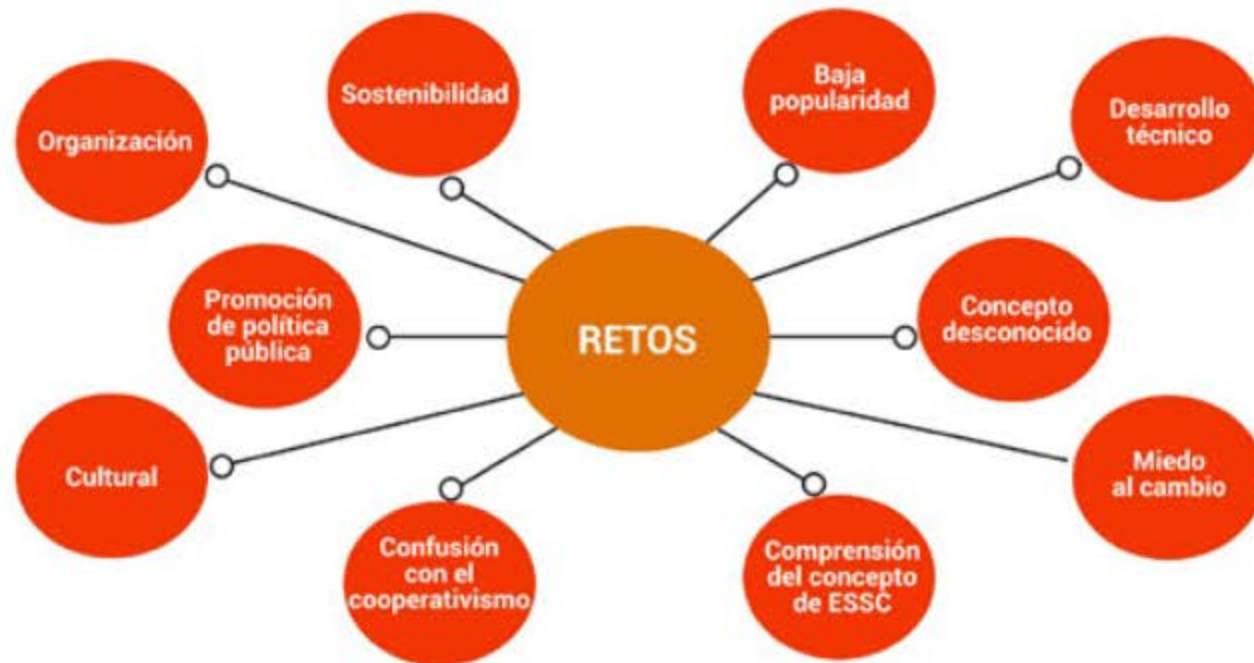 Organización
Sostenibilidad
Baja
popularidad
Desarrollo
técnico
Promoción
de política
pública
RETOS
Concepto
desconocido
Cultural
Confusión
con el
cooperativismo
Comprensión
del concepto
de ESSC
Miedo
al cambio